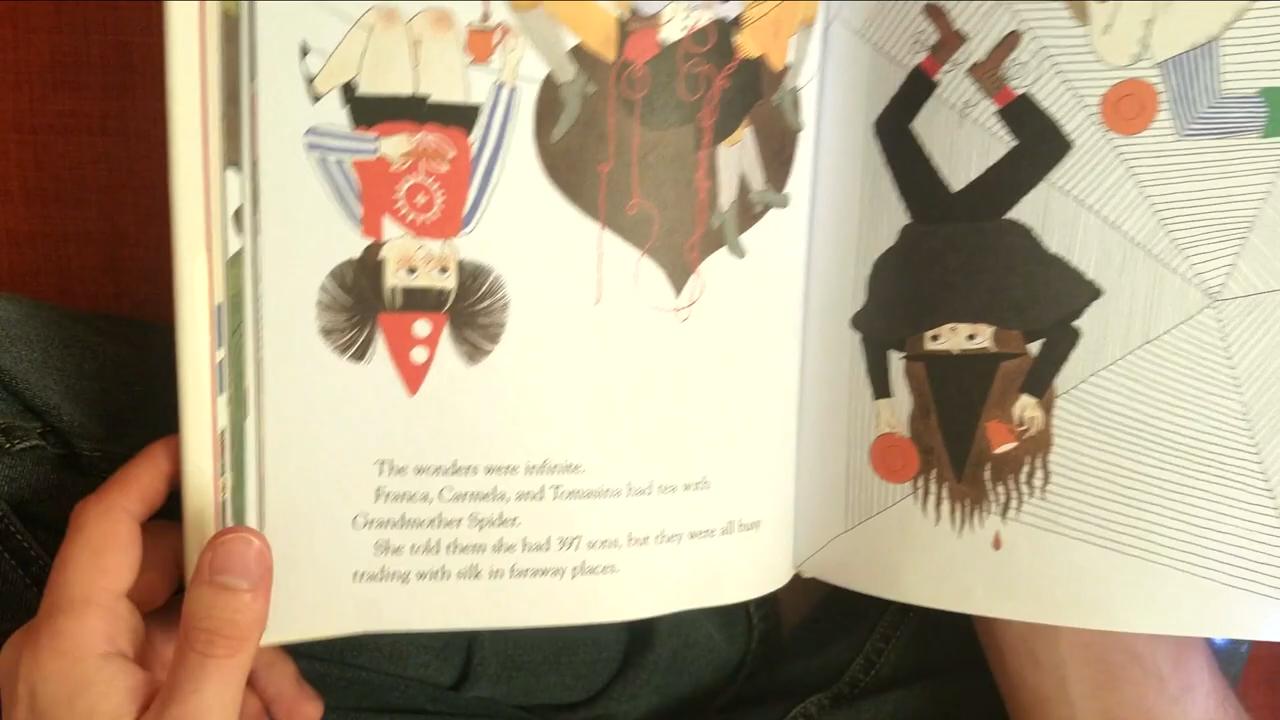 The wonders were infinite.
Franca, Carmela, and Tomasina had tea with
Grandmother Spider.
She told them she had 397 sons, but they were all busy
trading with silk in faraway places.